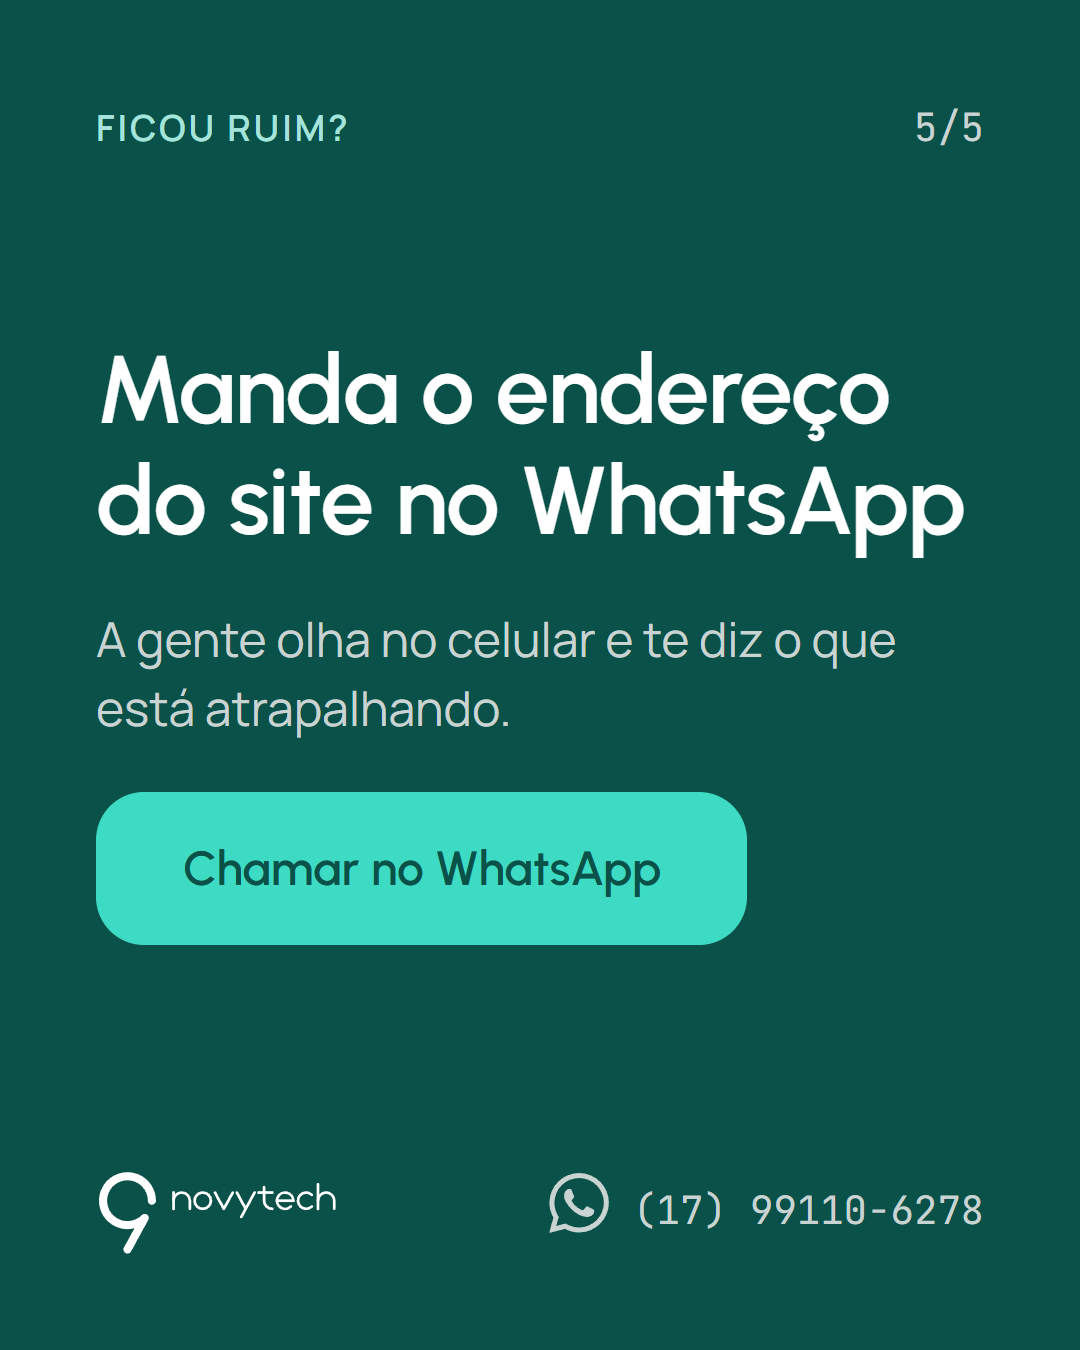 FICOU RUIM?
5/5
Manda o endereço
do site no WhatsApp
A gente olha no celular e te diz o que
está atrapalhando.
Chamar no WhatsApp
novytech
(17) 99110-6278